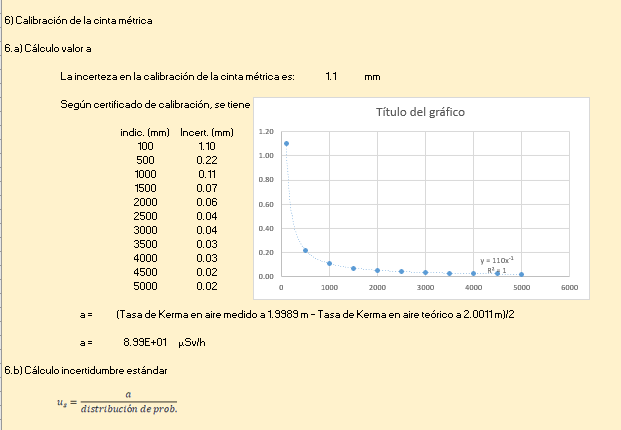 6) Calibración de la cinta métrica
6.a) Cálculo valor a
La incerteza en la calibración de la cinta métrica es: 1.1 mm
Según certificado de calibración, se tiene
indic. (mm) Incert. (mm)
100 1.10
500 0.22
1000 0.11
1500 0.07
2000 0.06
2500 0.04
3000 0.04
3500 0.03
4000 0.03
4500 0.02
5000 0.02
Título del gráfico
1.20
1.00
0.80
0.60
0.40
0.20
0.00
0 1000 2000 3000 4000 5000 6000
y = 110x⁻¹
R² = 1
a = (Tasa de Kerma en aire medido a 1.9989 m - Tasa de Kerma en aire teórico a 2.0011 m)/2
a = 8.99E+01 µSv/h
6.b) Cálculo incertidumbre estándar
uₛ = a
distribución de prob.